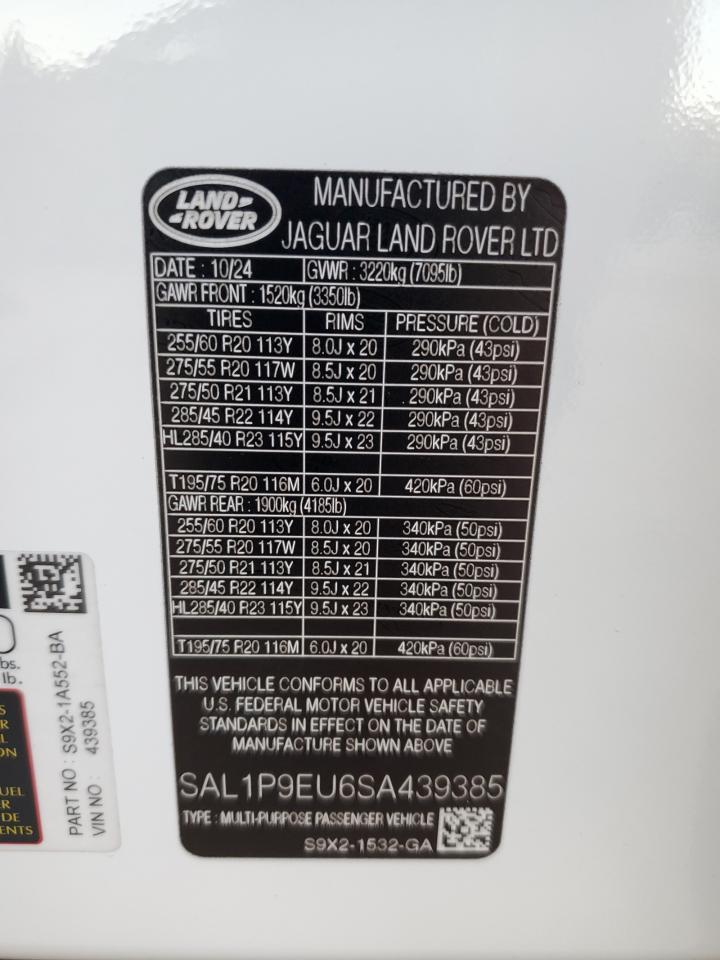 LAND ROVER
MANUFACTURED BY
JAGUAR LAND ROVER LTD
DATE : 10/24 GVWR : 3220kg (7095lb)
GAWR FRONT : 1520kg (3350lb)
TIRES RIMS PRESSURE (COLD)
255/60 R20 113Y 8.0J x 20 290kPa (43psi)
275/55 R20 117W 8.5J x 20 290kPa (43psi)
275/50 R21 113Y 8.5J x 21 290kPa (43psi)
285/45 R22 114Y 9.5J x 22 290kPa (43psi)
HL285/40 R23 115Y 9.5J x 23 290kPa (43psi)
T195/75 R20 116M 6.0J x 20 420kPa (60psi)
GAWR REAR : 1900kg (4185lb)
255/60 R20 113Y 8.0J x 20 340kPa (50psi)
275/55 R20 117W 8.5J x 20 340kPa (50psi)
275/50 R21 113Y 8.5J x 21 340kPa (50psi)
285/45 R22 114Y 9.5J x 22 340kPa (50psi)
HL285/40 R23 115Y 9.5J x 23 340kPa (50psi)
T195/75 R20 116M 6.0J x 20 420kPa (60psi)
THIS VEHICLE CONFORMS TO ALL APPLICABLE
U.S. FEDERAL MOTOR VEHICLE SAFETY
STANDARDS IN EFFECT ON THE DATE OF
MANUFACTURE SHOWN ABOVE
SAL1P9EU6SA439385
TYPE : MULTI-PURPOSE PASSENGER VEHICLE
S9X2-1532-GA
PART NO : S9X2-1A552-BA
VIN NO : 439385
lbs.
lb.